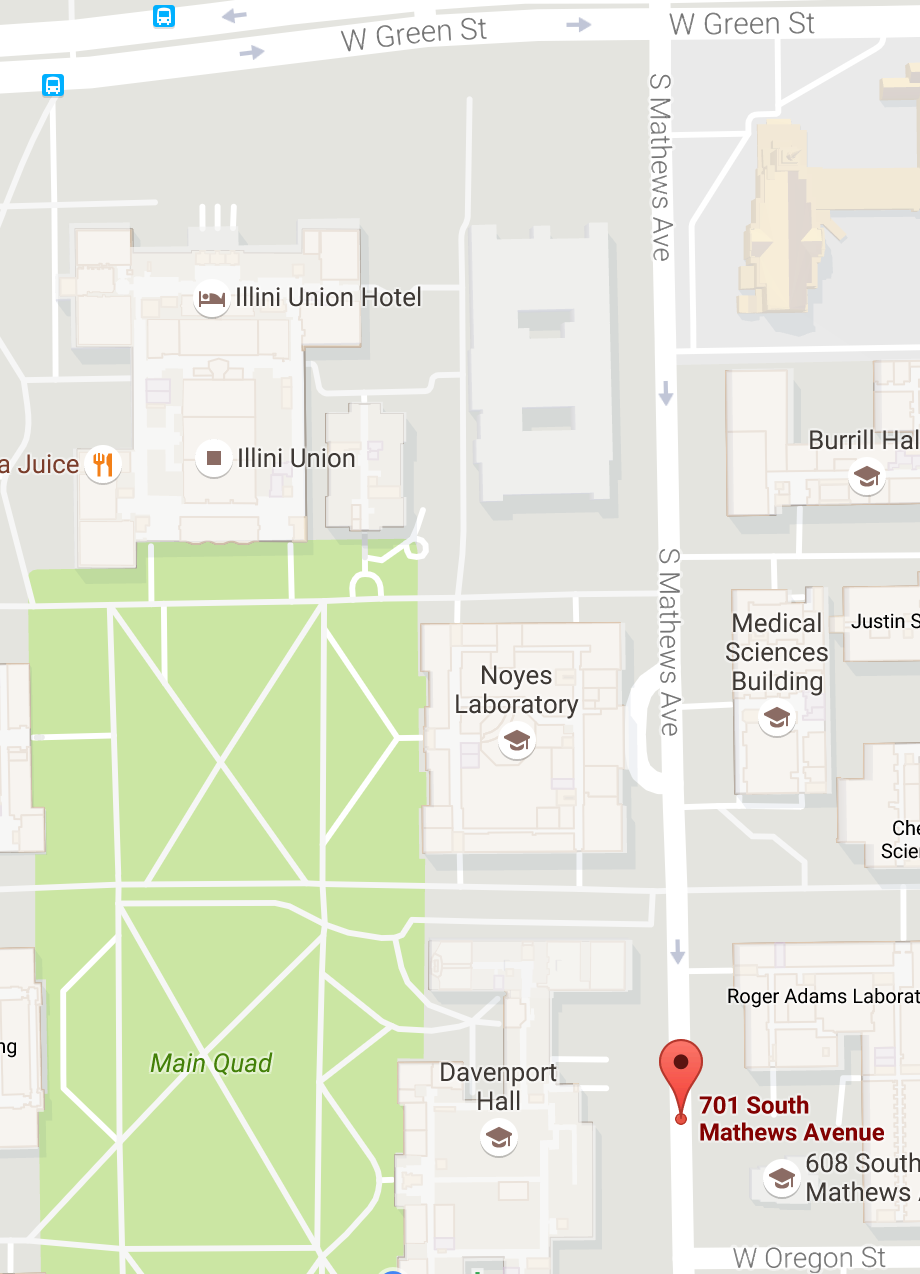 W Green St
W Green St
S Mathews Ave
Illini Union Hotel
Burrill Hal
a Juice
Illini Union
S Mathews Ave
Medical
Sciences
Building
Justin S
Noyes
Laboratory
Che
Scie
Roger Adams Laborat
ng
Main Quad
Davenport
Hall
701 South
Mathews Avenue
608 South
Mathews A
W Oregon St